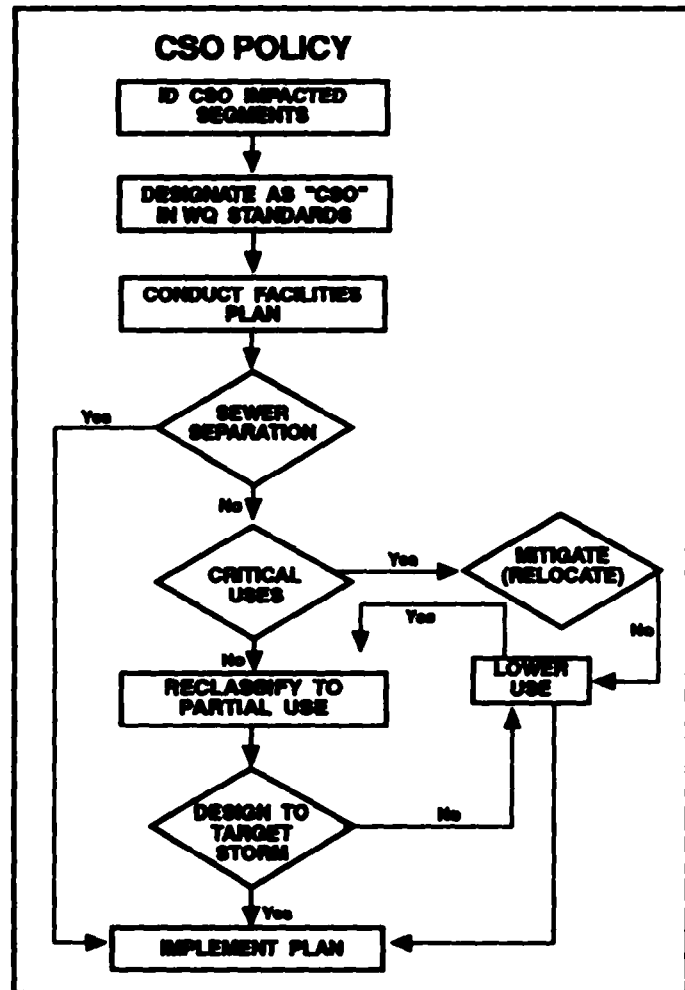 CSO POLICY
ID CSO IMPACTED
SEGMENTS
DESIGNATE AS "CSO"
IN WQ STANDARDS
CONDUCT FACILITIES
PLAN
SEWER
SEPARATION
Yes
No
CRITICAL
USES
Yes
MITIGATE
(RELOCATE)
Yes
No
No
RECLASSIFY TO
PARTIAL USE
LOWER
USE
DESIGN TO
TARGET
STORM
No
Yes
IMPLEMENT PLAN